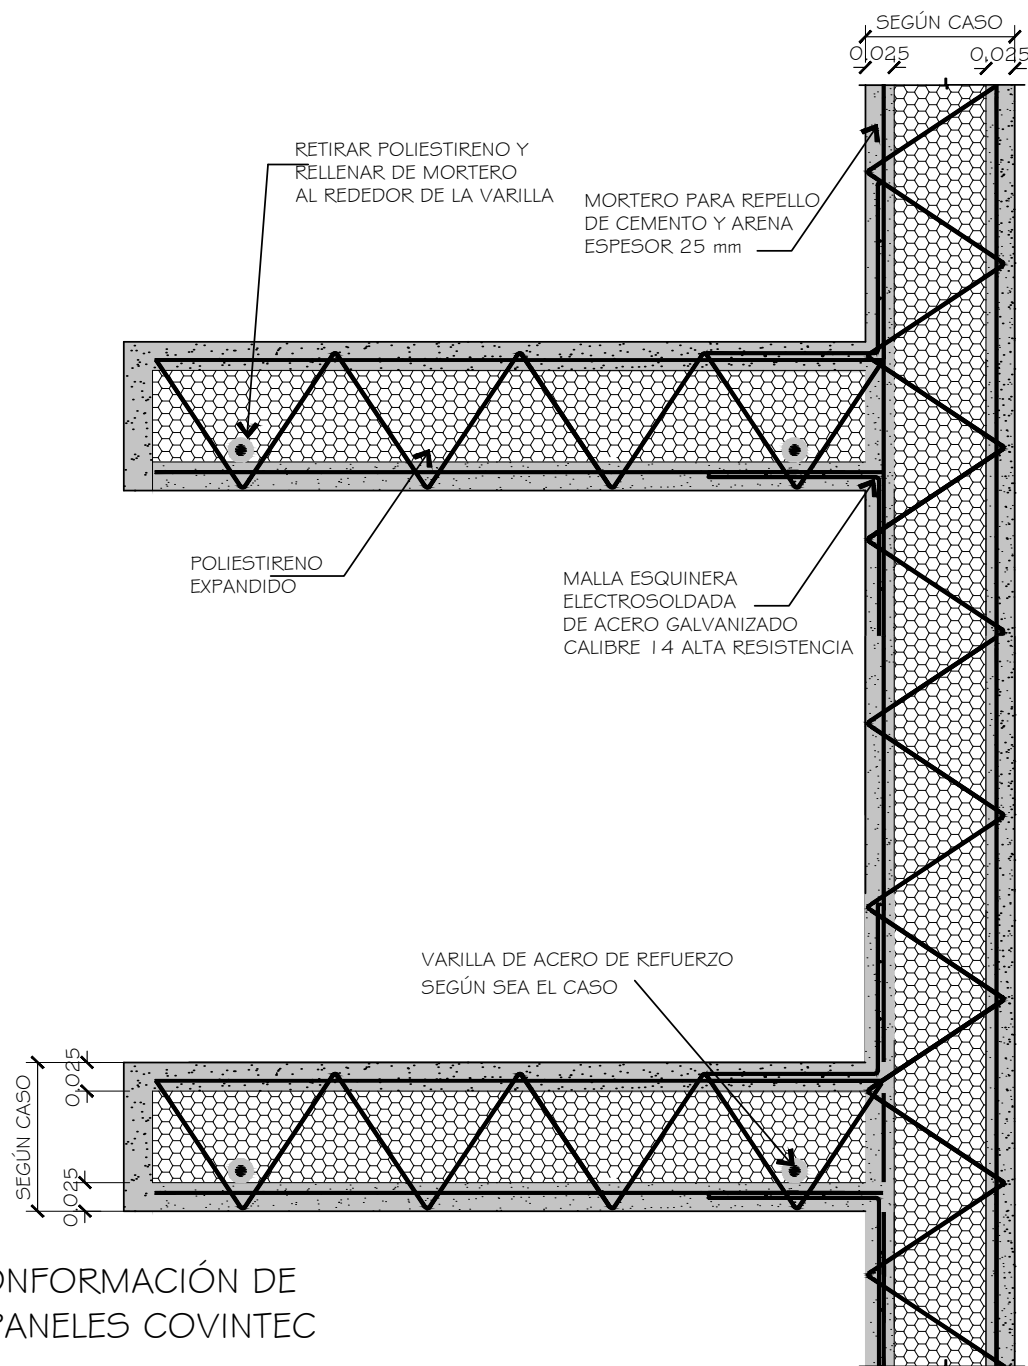 SEGÚN CASO
0,025
0,025
RETIRAR POLIESTIRENO Y
RELLENAR DE MORTERO
AL REDEDOR DE LA VARILLA
MORTERO PARA REPELLO
DE CEMENTO Y ARENA
ESPESOR 25 mm
POLIESTIRENO
EXPANDIDO
MALLA ESQUINERA
ELECTROSOLDADA
DE ACERO GALVANIZADO
CALIBRE 14 ALTA RESISTENCIA
VARILLA DE ACERO DE REFUERZO
SEGÚN SEA EL CASO
0,025
SEGÚN CASO
0,025
ONFORMACIÓN DE
PANELES COVINTEC